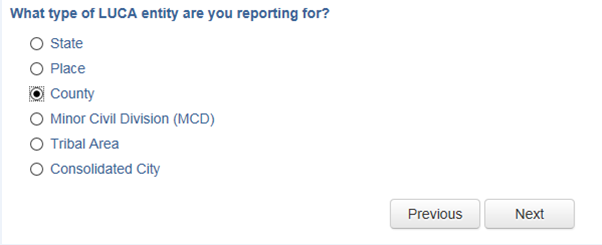 What type of LUCA entity are you reporting for?
State
Place
County
Minor Civil Division (MCD)
Tribal Area
Consolidated City
Previous Next